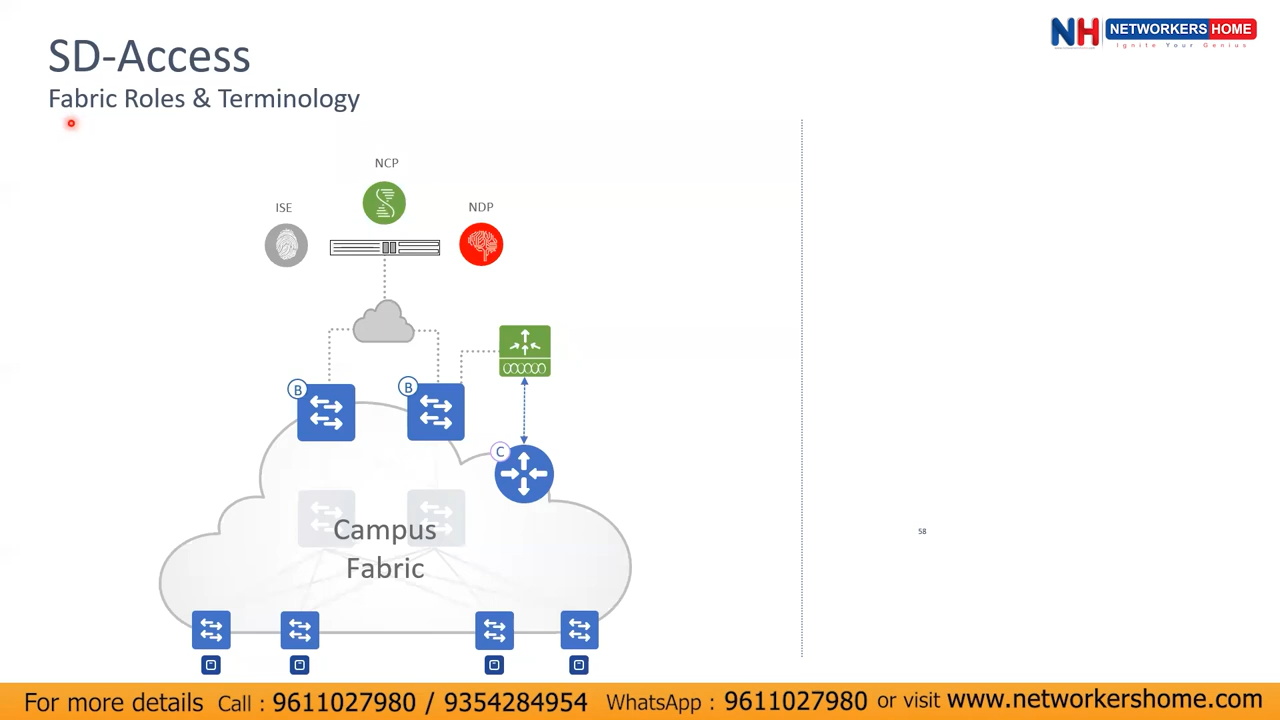 SD-Access
Fabric Roles & Terminology
NH NETWORKERS HOME
Ignite Your Genius
NCP
ISE
NDP
B
B
C
Campus
Fabric
58
For more details Call : 9611027980 / 9354284954 WhatsApp : 9611027980 or visit www.networkershome.com